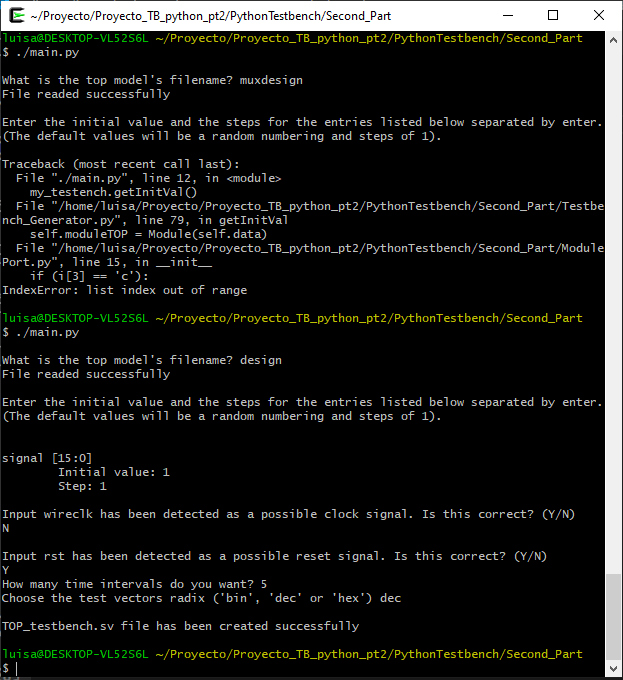 ~/Proyecto/Proyecto_TB_python_pt2/PythonTestbench/Second_Part
luisa@DESKTOP-VL52S6L ~/Proyecto/Proyecto_TB_python_pt2/PythonTestbench/Second_Part
$ ./main.py
What is the top model's filename? muxdesign
File readed successfully
Enter the initial value and the steps for the entries listed below separated by enter.
(The default values will be a random numbering and steps of 1).
Traceback (most recent call last):
  File "./main.py", line 12, in <module>
    my_testench.getInitVal()
  File "/home/luisa/Proyecto/Proyecto_TB_python_pt2/PythonTestbench/Second_Part/Testbe
nch_Generator.py", line 79, in getInitVal
    self.moduleTOP = Module(self.data)
  File "/home/luisa/Proyecto/Proyecto_TB_python_pt2/PythonTestbench/Second_Part/Module
Port.py", line 15, in __init__
    if (i[3] == 'c'):
IndexError: list index out of range
luisa@DESKTOP-VL52S6L ~/Proyecto/Proyecto_TB_python_pt2/PythonTestbench/Second_Part
$ ./main.py
What is the top model's filename? design
File readed successfully
Enter the initial value and the steps for the entries listed below separated by enter.
(The default values will be a random numbering and steps of 1).
signal [15:0]
        Initial value: 1
        Step: 1
Input wireclk has been detected as a possible clock signal. Is this correct? (Y/N)
N
Input rst has been detected as a possible reset signal. Is this correct? (Y/N)
Y
How many time intervals do you want? 5
Choose the test vectors radix ('bin', 'dec' or 'hex') dec
TOP_testbench.sv file has been created successfully
luisa@DESKTOP-VL52S6L ~/Proyecto/Proyecto_TB_python_pt2/PythonTestbench/Second_Part
$